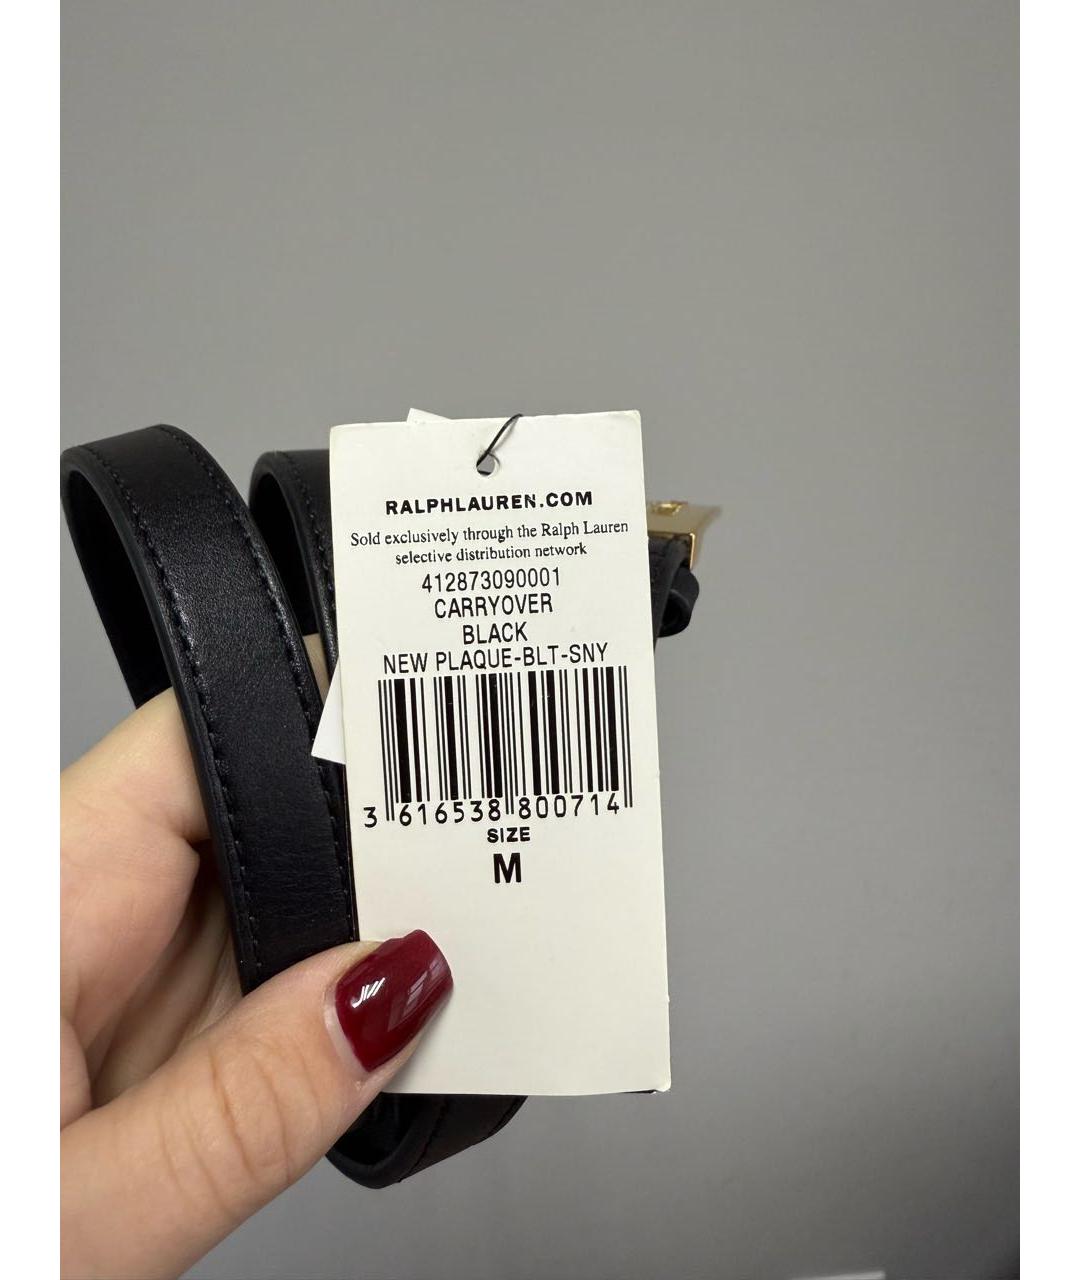 RALPHLAUREN.COM
Sold exclusively through the Ralph Lauren
selective distribution network
412873090001
CARRYOVER
BLACK
NEW PLAQUE-BLT-SNY
3 616538 800714
SIZE
M